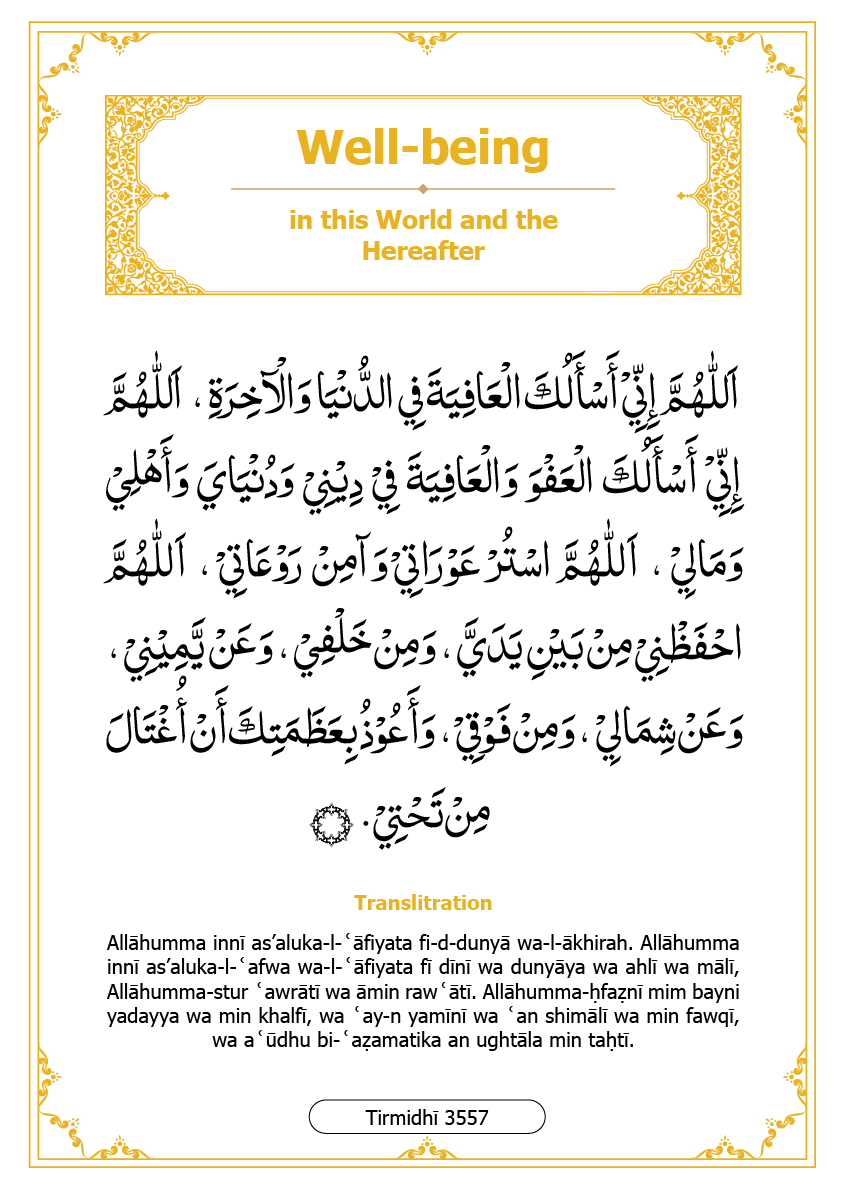 Well-being
in this World and the
Hereafter
اَللّٰهُمَّ إِنِّيْ أَسْأَلُكَ الْعَافِيَةَ فِي الدُّنْيَا وَالْآخِرَةِ ، اَللّٰهُمَّ
إِنِّيْ أَسْأَلُكَ الْعَفْوَ وَالْعَافِيَةَ فِيْ دِيْنِيْ وَدُنْيَايَ وَأَهْلِيْ
وَمَالِيْ ، اَللّٰهُمَّ اسْتُرْ عَوْرَاتِيْ وَآمِنْ رَوْعَاتِيْ ، اَللّٰهُمَّ
احْفَظْنِيْ مِنْ بَيْنِ يَدَيَّ ، وَمِنْ خَلْفِيْ ، وَعَنْ يَّمِيْنِيْ ،
وَعَنْ شِمَالِيْ ، وَمِنْ فَوْقِيْ ، وَأَعُوْذُ بِعَظَمَتِكَ أَنْ أُغْتَالَ
مِنْ تَحْتِيْ .
Translitration
Allāhumma innī as’aluka-l-ʿāfiyata fi-d-dunyā wa-l-ākhirah. Allāhumma
innī as’aluka-l-ʿafwa wa-l-ʿāfiyata fī dīnī wa dunyāya wa ahlī wa mālī,
Allāhumma-stur ʿawrātī wa āmin rawʿātī. Allāhumma-ḥfaẓnī mim bayni
yadayya wa min khalfī, wa ʿay-n yamīnī wa ʿan shimālī wa min fawqī,
wa aʿūdhu bi-ʿaẓamatika an ughtāla min taḥtī.
Tirmidhī 3557